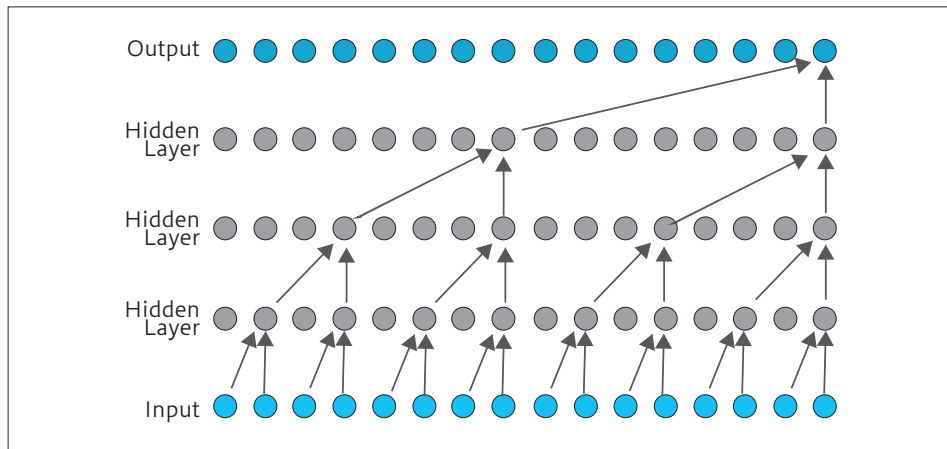 Output
Hidden
Layer
Hidden
Layer
Hidden
Layer
Input